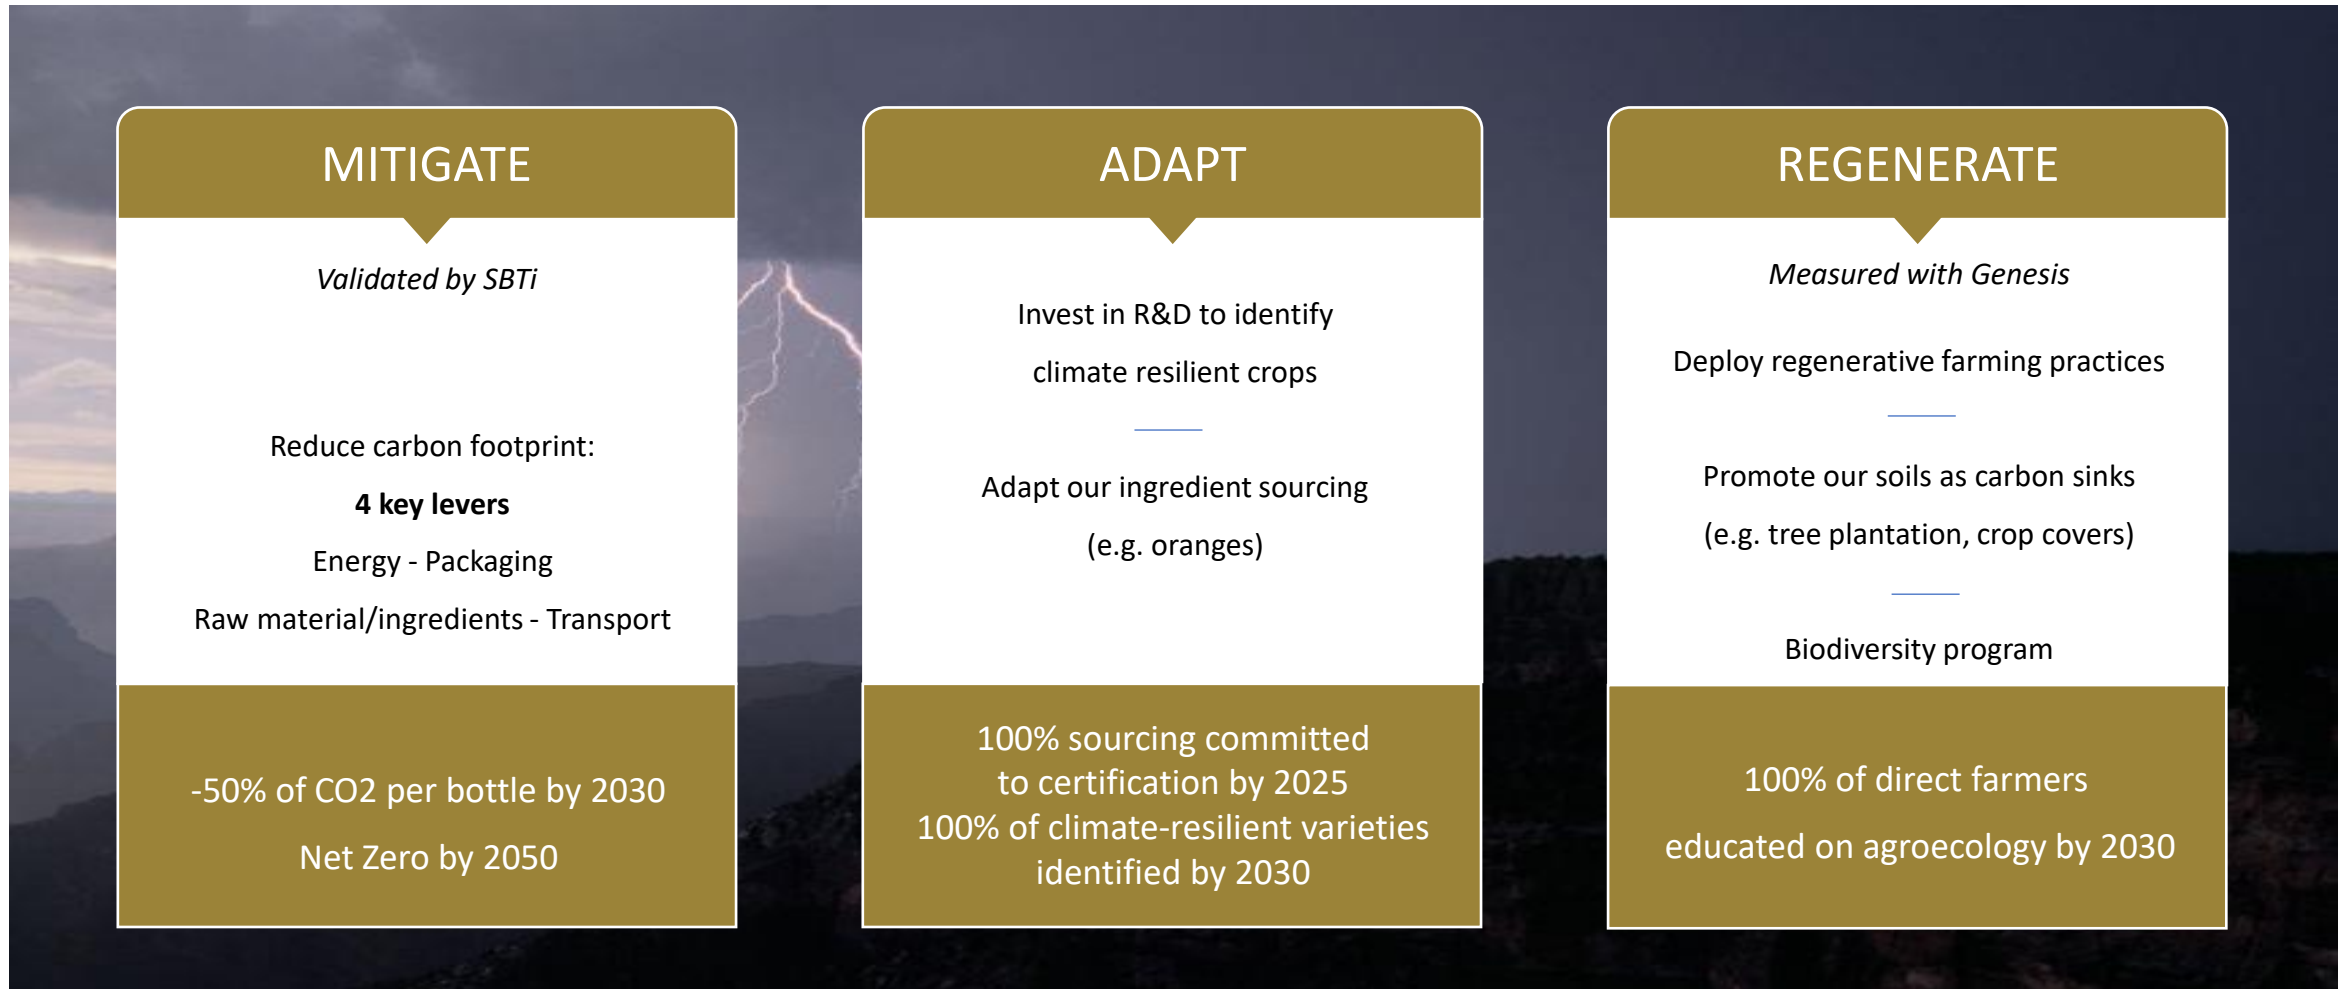 MITIGATE
Validated by SBTi
Reduce carbon footprint:
4 key levers
Energy - Packaging
Raw material/ingredients - Transport
-50% of CO2 per bottle by 2030
Net Zero by 2050
ADAPT
Invest in R&D to identify
climate resilient crops
Adapt our ingredient sourcing
(e.g. oranges)
100% sourcing committed
to certification by 2025
100% of climate-resilient varieties
identified by 2030
REGENERATE
Measured with Genesis
Deploy regenerative farming practices
Promote our soils as carbon sinks
(e.g. tree plantation, crop covers)
Biodiversity program
100% of direct farmers
educated on agroecology by 2030